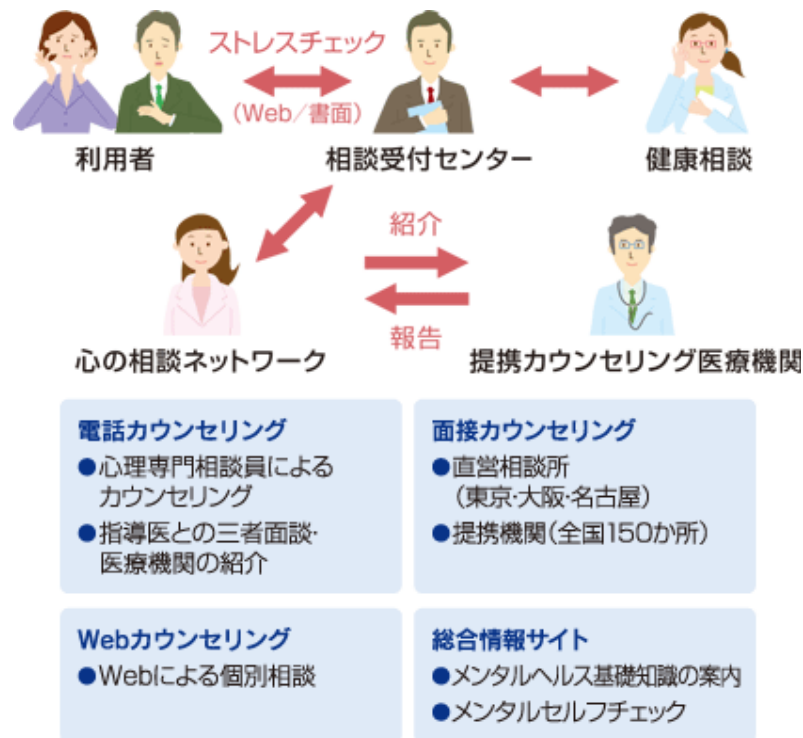 ストレスチェック
(Web/書面)
利用者
相談受付センター
健康相談
紹介
報告
心の相談ネットワーク
提携カウンセリング医療機関
電話カウンセリング
●心理専門相談員による
カウンセリング
●指導医との三者面談・
医療機関の紹介
面接カウンセリング
●直営相談所
(東京・大阪・名古屋)
●提携機関(全国150か所)
Webカウンセリング
●Webによる個別相談
総合情報サイト
●メンタルヘルス基礎知識の案内
●メンタルセルフチェック